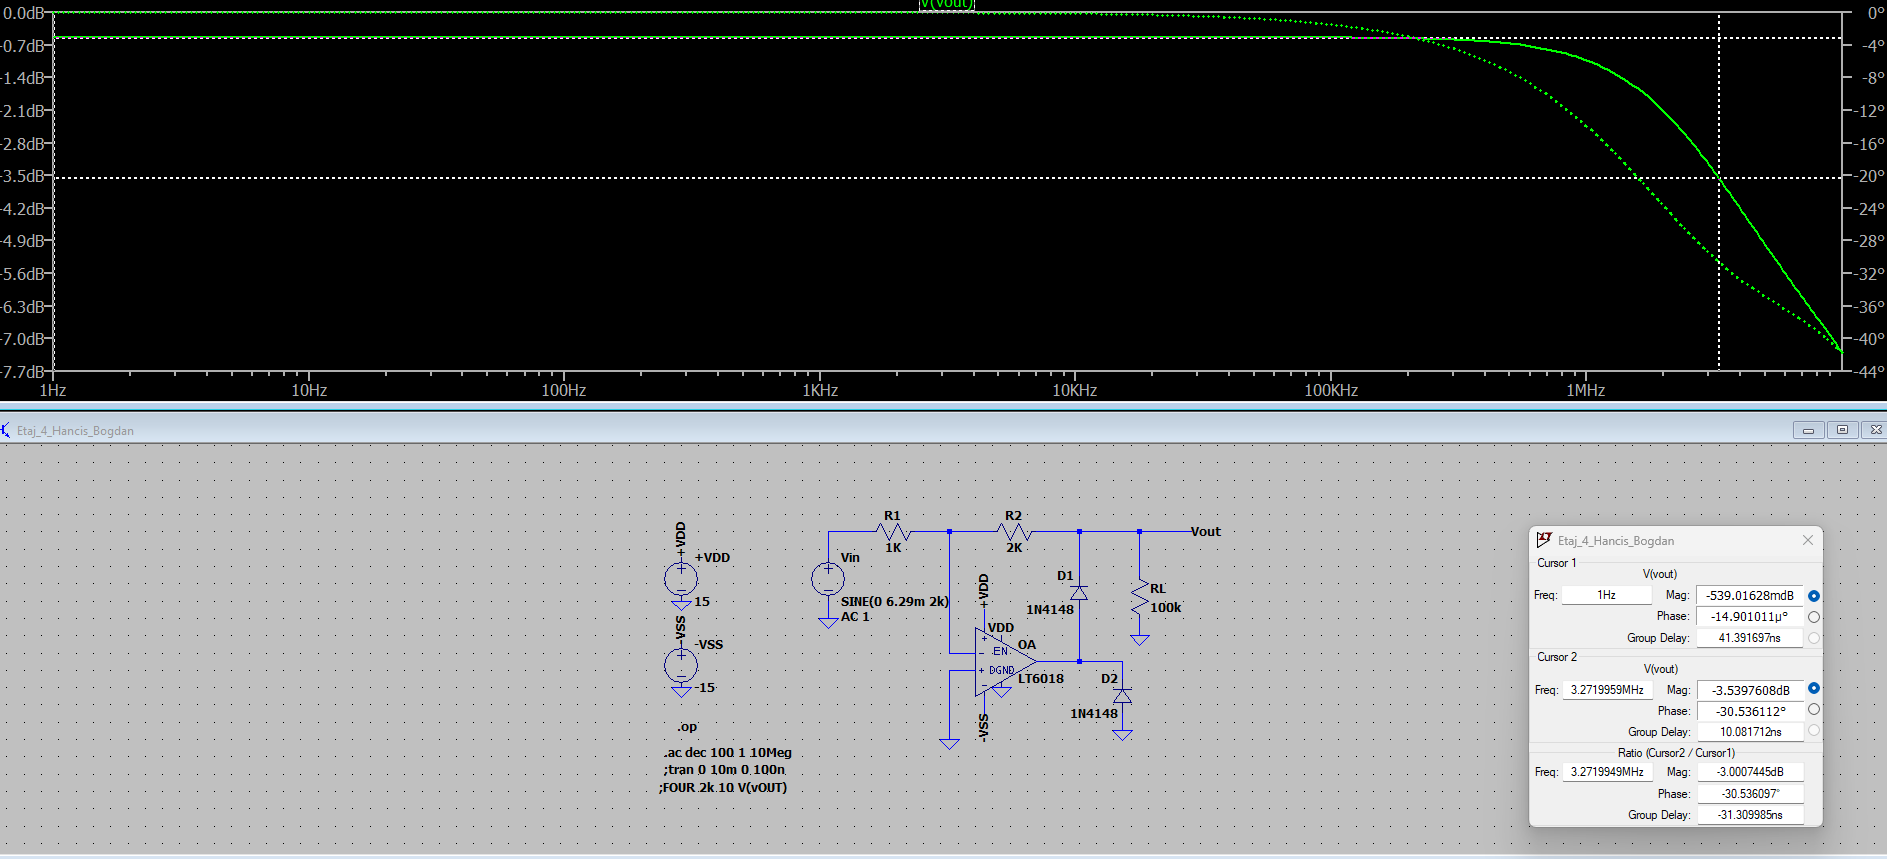 V(vout)
0.0dB
-0.7dB
-1.4dB
-2.1dB
-2.8dB
-3.5dB
-4.2dB
-4.9dB
-5.6dB
-6.3dB
-7.0dB
-7.7dB
0°
-4°
-8°
-12°
-16°
-20°
-24°
-28°
-32°
-36°
-40°
-44°
1Hz 10Hz 100Hz 1KHz 10KHz 100KHz 1MHz
Etaj_4_Hancis_Bogdan
+VDD
+VDD
15
-VSS
-VSS
-15
.op
.ac dec 100 1 10Meg
;tran 0 10m 0 100n
;FOUR 2k 10 V(vOUT)
Vin
SINE(0 6.29m 2k)
AC 1
R1
1K
R2
2K
Vout
D1
1N4148
RL
100k
+VDD
VDD
EN
DGND
OA
LT6018
-VSS
D2
1N4148
Etaj_4_Hancis_Bogdan
Cursor 1
V(vout)
Freq: 1Hz Mag: -539.01628mdB
Phase: -14.901011µ°
Group Delay: 41.391697ns
Cursor 2
V(vout)
Freq: 3.2719959MHz Mag: -3.5397608dB
Phase: -30.536112°
Group Delay: 10.081712ns
Ratio (Cursor2 / Cursor1)
Freq: 3.2719949MHz Mag: -3.0007445dB
Phase: -30.536097°
Group Delay: -31.309985ns